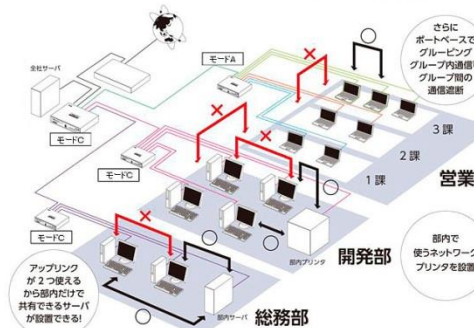 さらに
ポートベースで
グルーピング
グループ内通信
グループ間の
通信遮断
モードA
全社サーバ
モードC
モードC
モードC
3課
2課
1課
営業
部内プリンタ
開発部
部内で
使うネットワーク
プリンタを設置
アップリンク
が2つ使える
から部内だけで
共有できるサーバ
が設置できる!
部内サーバ
総務部